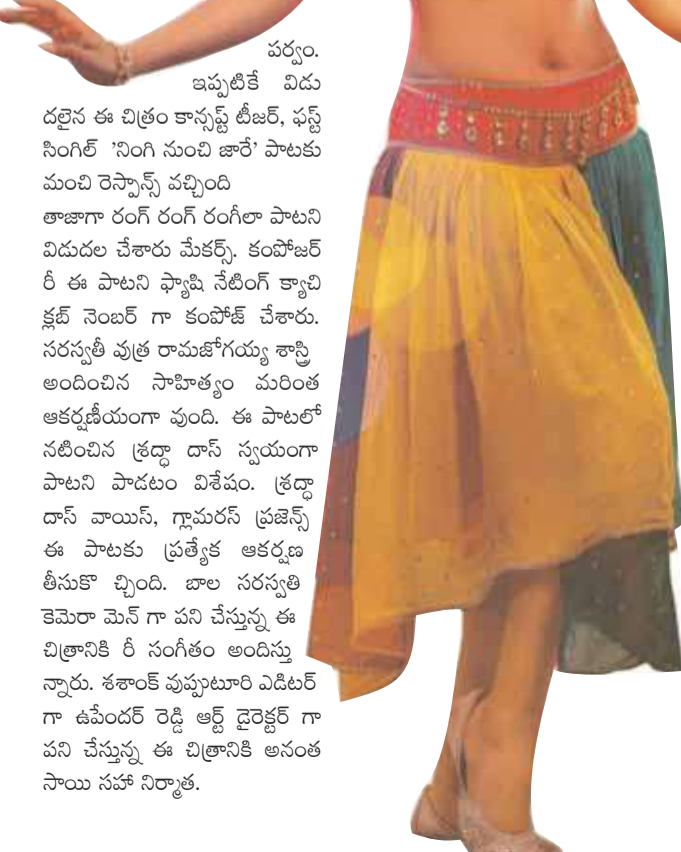 పర్వం.
ఇప్పటికే విడు
దలైన ఈ చిత్రం కాన్సప్ట్ టీజర్, ఫస్ట్
సింగిల్ 'నింగి నుంచి జారే' పాటకు
మంచి రెస్పాన్స్ వచ్చింది
తాజాగా రంగ్ రంగ్ రంగీలా పాటని
విడుదల చేశారు మేకర్స్. కంపోజర్
రీ ఈ పాటని ఫ్యాషి నేటింగ్ క్యాచి
క్లబ్ నెంబర్ గా కంపోజ్ చేశారు.
సరస్వతీ వుత్ర రామజోగయ్య శాస్త్రి
అందించిన సాహిత్యం మరింత
ఆకర్షణీయంగా వుంది. ఈ పాటలో
నటించిన శ్రద్ధా దాస్ స్వయంగా
పాటని పాడటం విశేషం. శ్రద్ధా
దాస్ వాయిస్, గ్లామరస్ ప్రజెన్స్
ఈ పాటకు ప్రత్యేక ఆకర్షణ
తీసుకొ చ్చింది. బాల సరస్వతి
కెమెరా మెన్ గా పని చేస్తున్న ఈ
చిత్రానికి రీ సంగీతం అందిస్తు
న్నారు. శశాంక్ వుప్పుటూరి ఎడిటర్
గా ఉపేందర్ రెడ్డి ఆర్ట్ డైరెక్టర్ గా
పని చేస్తున్న ఈ చిత్రానికి అనంత
సాయి సహా నిర్మాత.